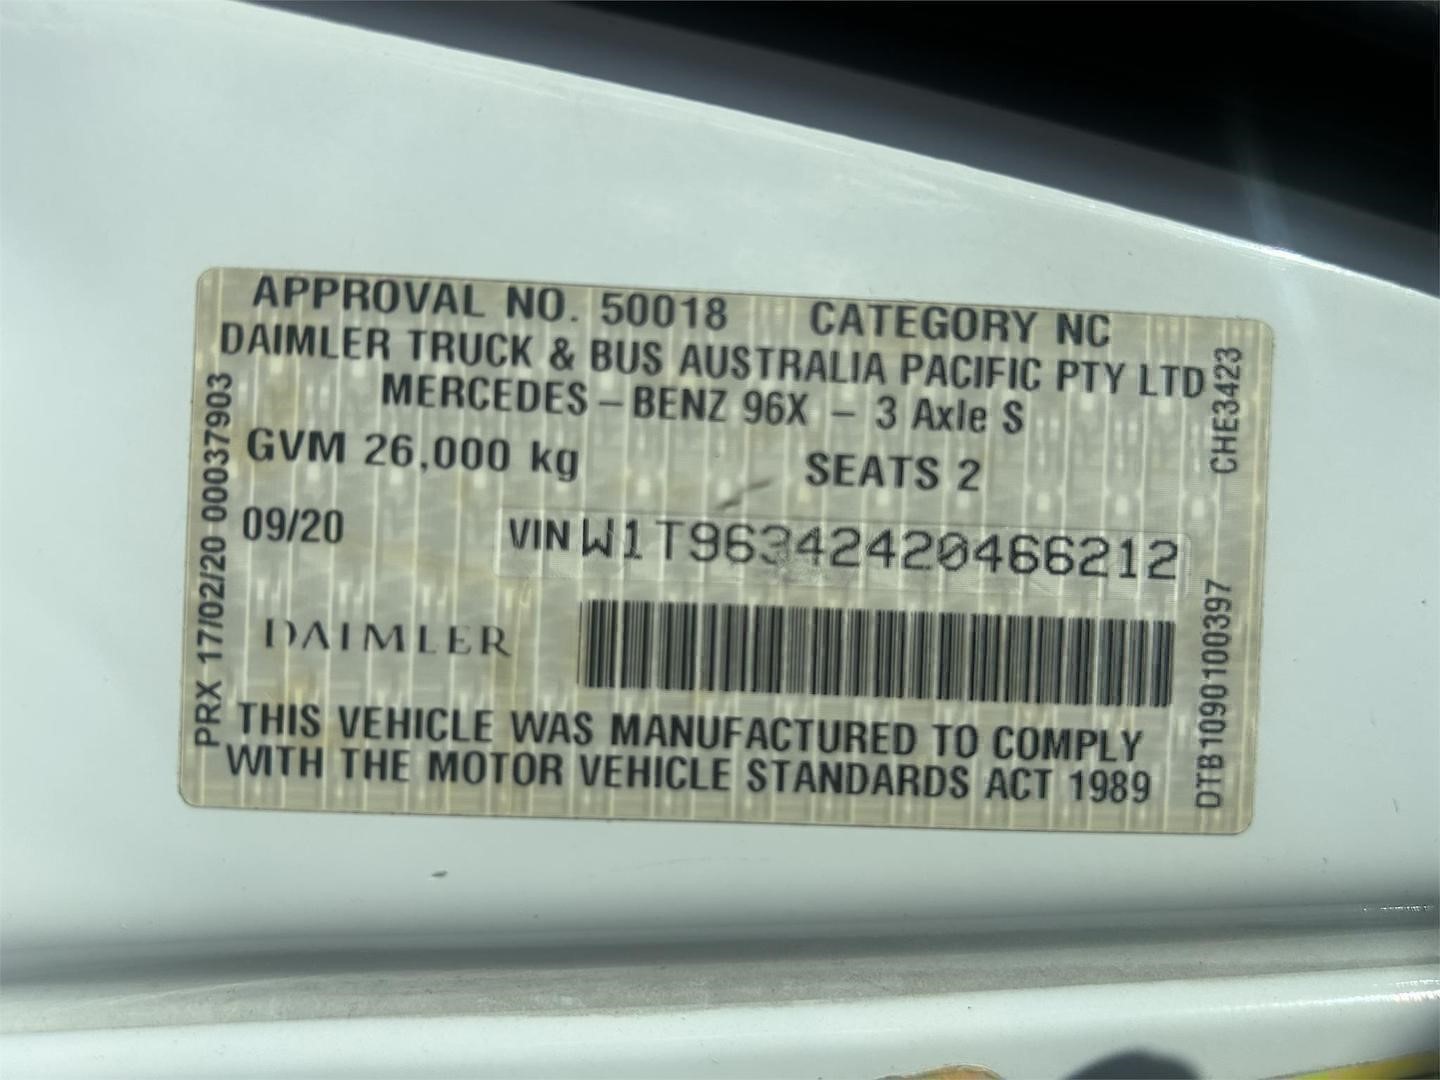 APPROVAL NO. 50018 CATEGORY NC
DAIMLER TRUCK & BUS AUSTRALIA PACIFIC PTY LTD
MERCEDES – BENZ 96X – 3 Axle S
GVM 26,000 kg SEATS 2
09/20 VIN W1T96342420466212
DAIMLER
THIS VEHICLE WAS MANUFACTURED TO COMPLY
WITH THE MOTOR VEHICLE STANDARDS ACT 1989
PRX 17/02/20 00037903
CHE3423
DTB1090100397